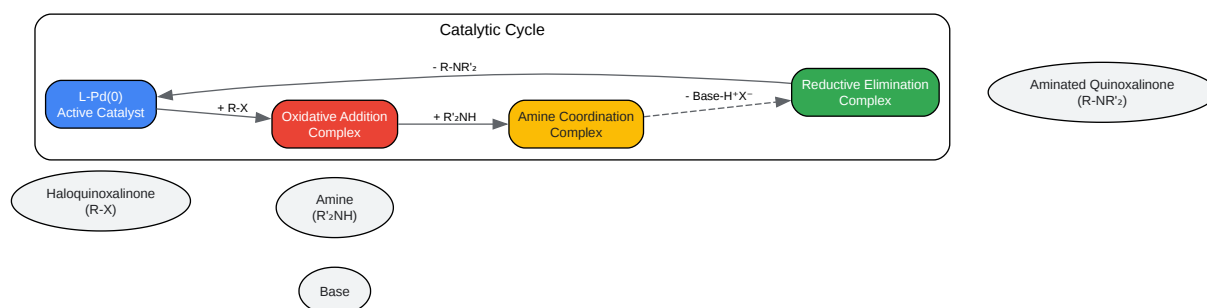 Catalytic Cycle
- R-NR'₂
L-Pd(0)
Active Catalyst
+ R-X
Oxidative Addition
Complex
+ R'₂NH
Amine Coordination
Complex
- Base-H⁺X⁻
Reductive Elimination
Complex
Aminated Quinoxalinone
(R-NR'₂)
Haloquinoxalinone
(R-X)
Amine
(R'₂NH)
Base